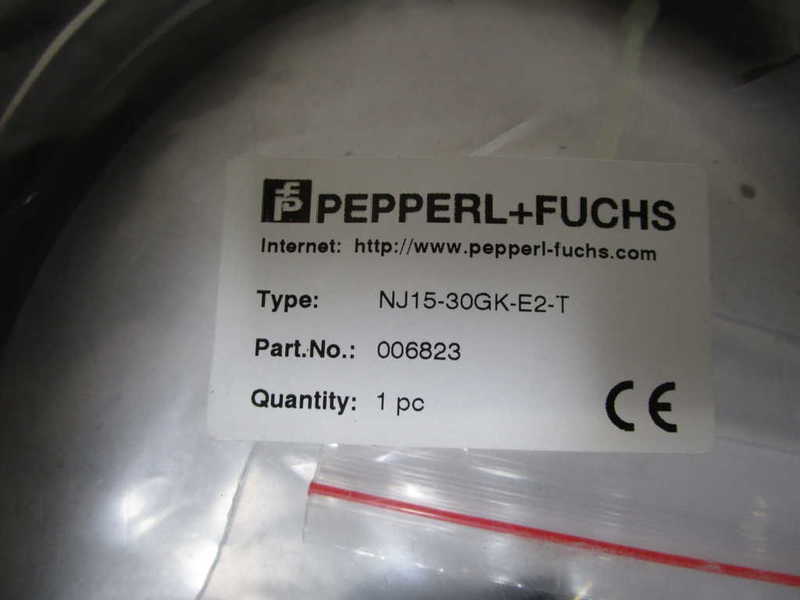 PEPPERL+FUCHS
Internet: http://www.pepperl-fuchs.com
Type: NJ15-30GK-E2-T
Part.No.: 006823
Quantity: 1 pc
CE